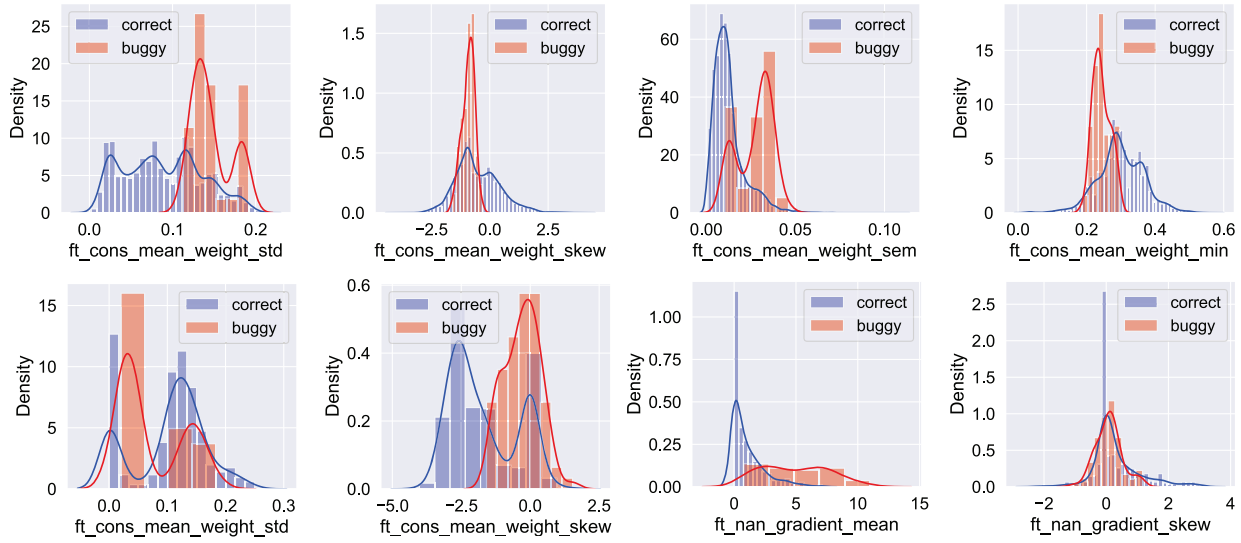 correct
buggy
Density
25
20
15
10
5
0
0.0
0.1
0.2
ft_cons_mean_weight_std
correct
buggy
Density
1.5
1.0
0.5
0.0
−2.5
0.0
2.5
ft_cons_mean_weight_skew
correct
buggy
Density
60
40
20
0
0.00
0.05
0.10
ft_cons_mean_weight_sem
correct
buggy
Density
15
10
5
0
0.0
0.2
0.4
0.6
ft_cons_mean_weight_min
correct
buggy
Density
15
10
5
0
0.0
0.1
0.2
0.3
ft_cons_mean_weight_std
correct
buggy
Density
0.6
0.4
0.2
0.0
−5.0
−2.5
0.0
2.5
ft_cons_mean_weight_skew
correct
buggy
Density
1.00
0.75
0.50
0.25
0.00
0
5
10
15
ft_nan_gradient_mean
correct
buggy
Density
2.5
2.0
1.5
1.0
0.5
0.0
−2
0
2
4
ft_nan_gradient_skew